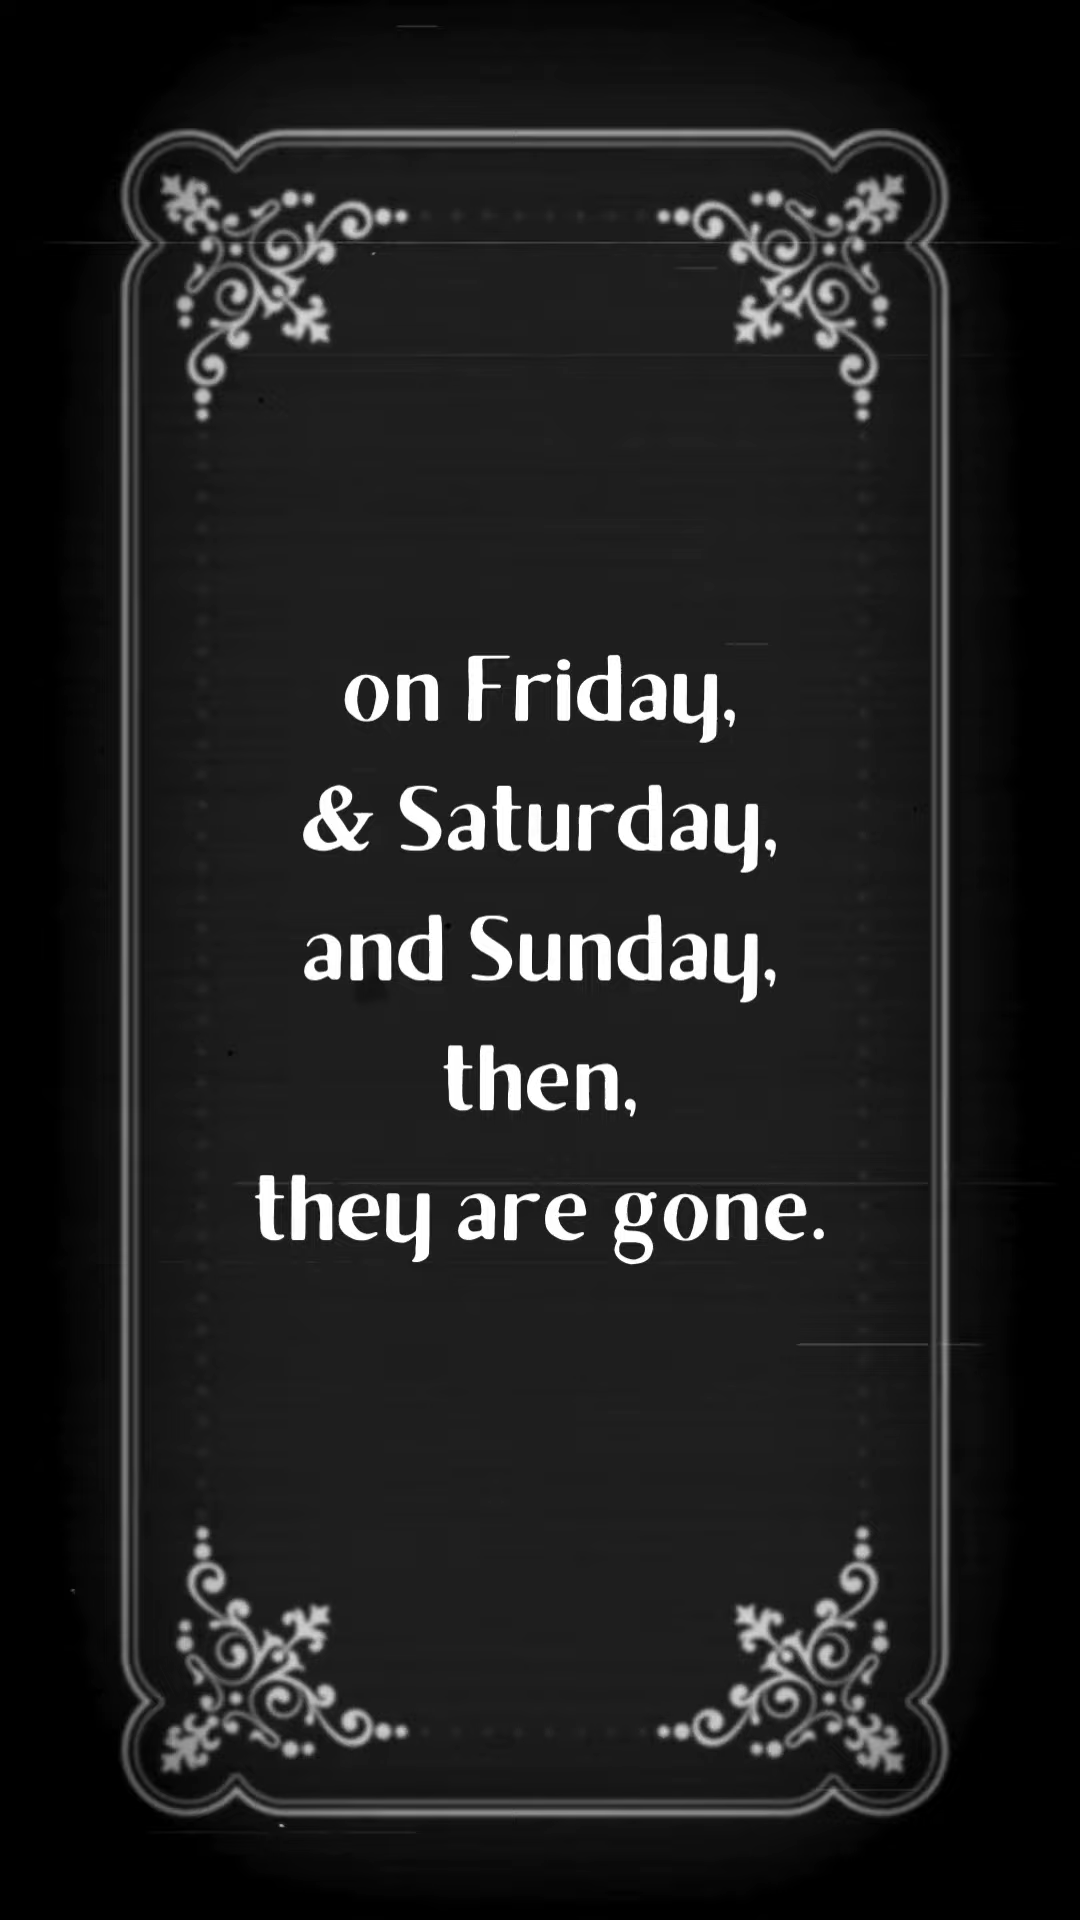 on Friday,
& Saturday,
and Sunday,
then,
they are gone.